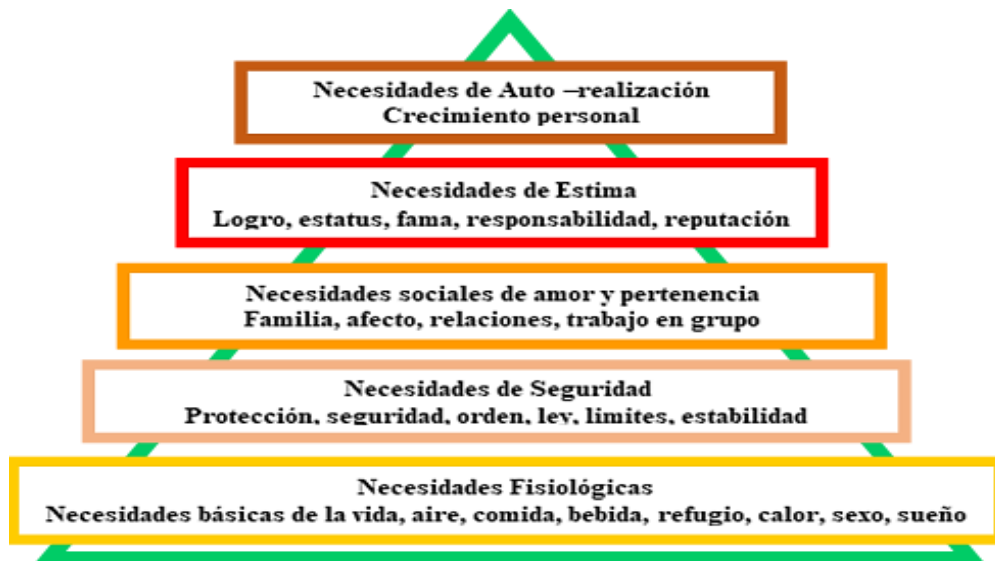 Necesidades de Auto –realización
Crecimiento personal
Necesidades de Estima
Logro, estatus, fama, responsabilidad, reputación
Necesidades sociales de amor y pertenencia
Familia, afecto, relaciones, trabajo en grupo
Necesidades de Seguridad
Protección, seguridad, orden, ley, limites, estabilidad
Necesidades Fisiológicas
Necesidades básicas de la vida, aire, comida, bebida, refugio, calor, sexo, sueño